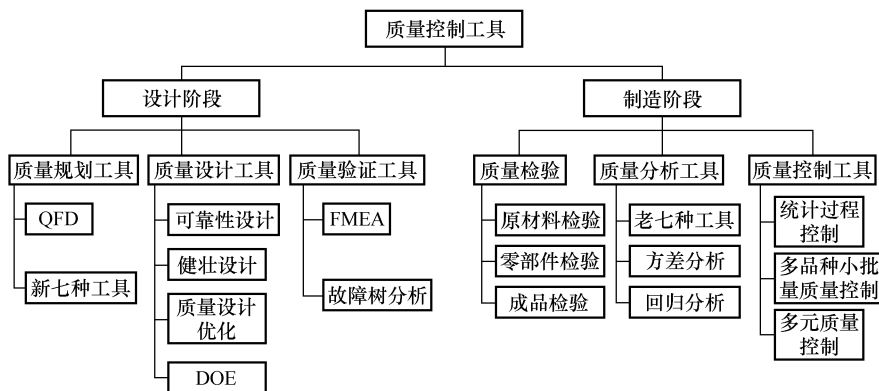 质量控制工具
设计阶段
制造阶段
质量规划工具
质量设计工具
质量验证工具
质量检验
质量分析工具
质量控制工具
QFD
新七种工具
可靠性设计
健壮设计
质量设计
优化
DOE
FMEA
故障树分析
原材料检验
零部件检验
成品检验
老七种工具
方差分析
回归分析
统计过程
控制
多品种小批
量质量控制
多元质量
控制